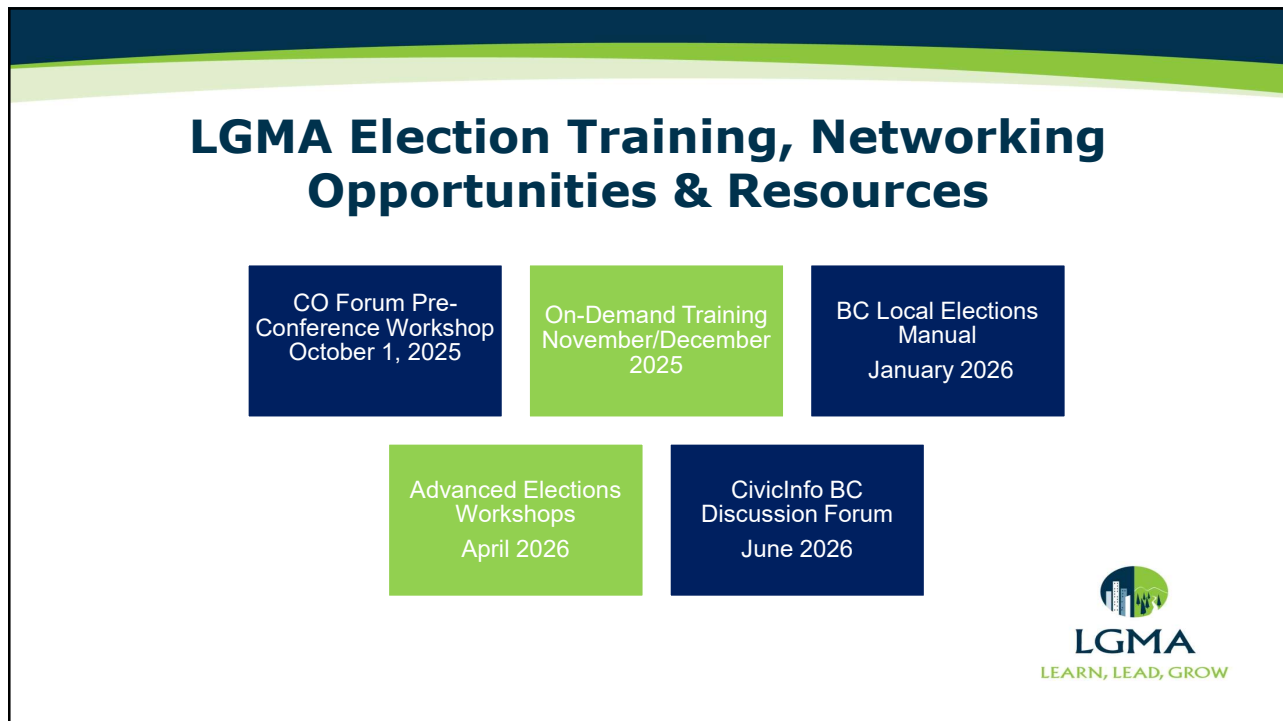 LGMA Election Training, Networking
Opportunities & Resources
CO Forum Pre-
Conference Workshop
October 1, 2025
On-Demand Training
November/December
2025
BC Local Elections
Manual
January 2026
Advanced Elections
Workshops
April 2026
CivicInfo BC
Discussion Forum
June 2026
LGMA
LEARN, LEAD, GROW